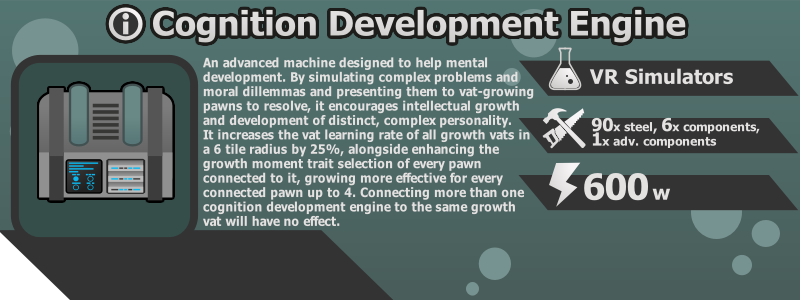 Cognition Development Engine
An advanced machine designed to help mental
development. By simulating complex problems and
moral dillemmas and presenting them to vat-growing
pawns to resolve, it encourages intellectual growth
and development of distinct, complex personality.
It increases the vat learning rate of all growth vats in
a 6 tile radius by 25%, alongside enhancing the
growth moment trait selection of every pawn
connected to it, growing more effective for every
connected pawn up to 4. Connecting more than one
cognition development engine to the same growth
vat will have no effect.
VR Simulators
90x steel, 6x components,
1x adv. components
600 w